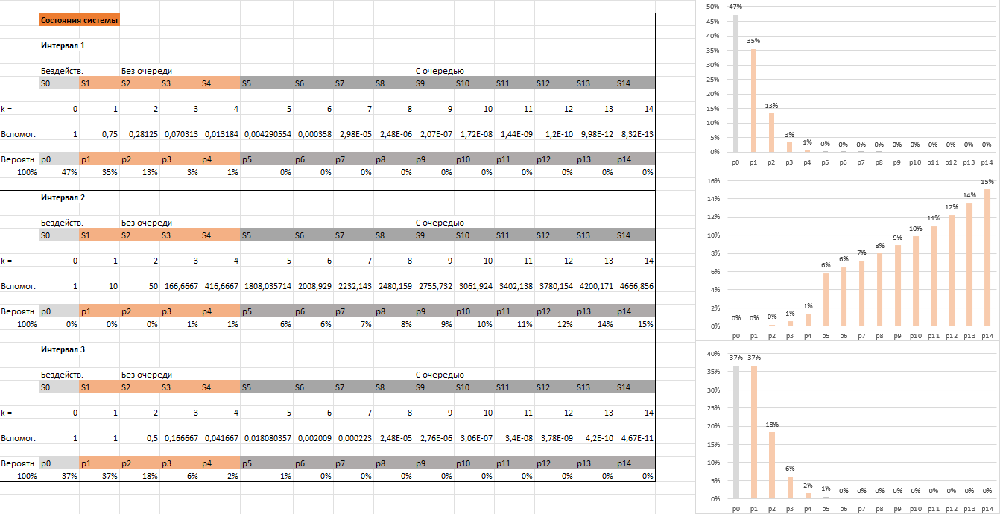 Состояния системы
Интервал 1
Бездейств. Без очереди С очередью
S0 S1 S2 S3 S4 S5 S6 S7 S8 S9 S10 S11 S12 S13 S14
k = 0 1 2 3 4 5 6 7 8 9 10 11 12 13 14
Вспомог. 1 0,75 0,28125 0,070313 0,013184 0,004290554 0,000358 2,98E-05 2,48E-06 2,07E-07 1,72E-08 1,44E-09 1,2E-10 9,98E-12 8,32E-13
Вероятн. p0 p1 p2 p3 p4 p5 p6 p7 p8 p9 p10 p11 p12 p13 p14
100% 47% 35% 13% 3% 1% 0% 0% 0% 0% 0% 0% 0% 0% 0% 0%
Интервал 2
Бездейств. Без очереди С очередью
S0 S1 S2 S3 S4 S5 S6 S7 S8 S9 S10 S11 S12 S13 S14
k = 0 1 2 3 4 5 6 7 8 9 10 11 12 13 14
Вспомог. 1 10 50 166,6667 416,6667 1808,035714 2008,929 2232,143 2480,159 2755,732 3061,924 3402,138 3780,154 4200,171 4666,856
Вероятн. p0 p1 p2 p3 p4 p5 p6 p7 p8 p9 p10 p11 p12 p13 p14
100% 0% 0% 0% 1% 1% 6% 6% 7% 8% 9% 10% 11% 12% 14% 15%
Интервал 3
Бездейств. Без очереди С очередью
S0 S1 S2 S3 S4 S5 S6 S7 S8 S9 S10 S11 S12 S13 S14
k = 0 1 2 3 4 5 6 7 8 9 10 11 12 13 14
Вспомог. 1 1 0,5 0,166667 0,041667 0,018080357 0,002009 0,000223 2,48E-05 2,76E-06 3,06E-07 3,4E-08 3,78E-09 4,2E-10 4,67E-11
Вероятн. p0 p1 p2 p3 p4 p5 p6 p7 p8 p9 p10 p11 p12 p13 p14
100% 37% 37% 18% 6% 2% 1% 0% 0% 0% 0% 0% 0% 0% 0% 0%
50%
45%
40%
35%
30%
25%
20%
15%
10%
5%
0%
47% 35% 13% 3% 1% 0% 0% 0% 0% 0% 0% 0% 0% 0% 0%
p0 p1 p2 p3 p4 p5 p6 p7 p8 p9 p10 p11 p12 p13 p14
16%
14%
12%
10%
8%
6%
4%
2%
0%
0% 0% 0% 1% 1% 6% 6% 7% 8% 9% 10% 11% 12% 14% 15%
p0 p1 p2 p3 p4 p5 p6 p7 p8 p9 p10 p11 p12 p13 p14
40%
35%
30%
25%
20%
15%
10%
5%
0%
37% 37% 18% 6% 2% 1% 0% 0% 0% 0% 0% 0% 0% 0% 0%
p0 p1 p2 p3 p4 p5 p6 p7 p8 p9 p10 p11 p12 p13 p14